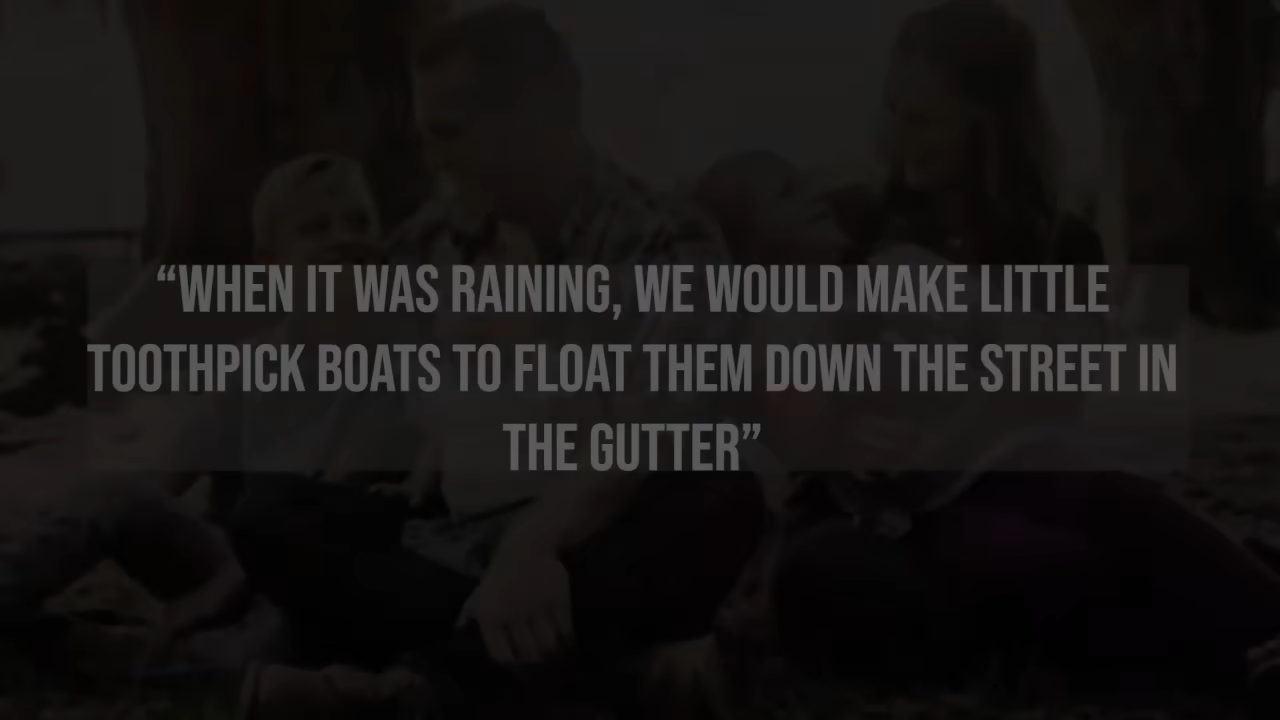 “WHEN IT WAS RAINING, WE WOULD MAKE LITTLE
TOOTHPICK BOATS TO FLOAT THEM DOWN THE STREET IN
THE GUTTER”